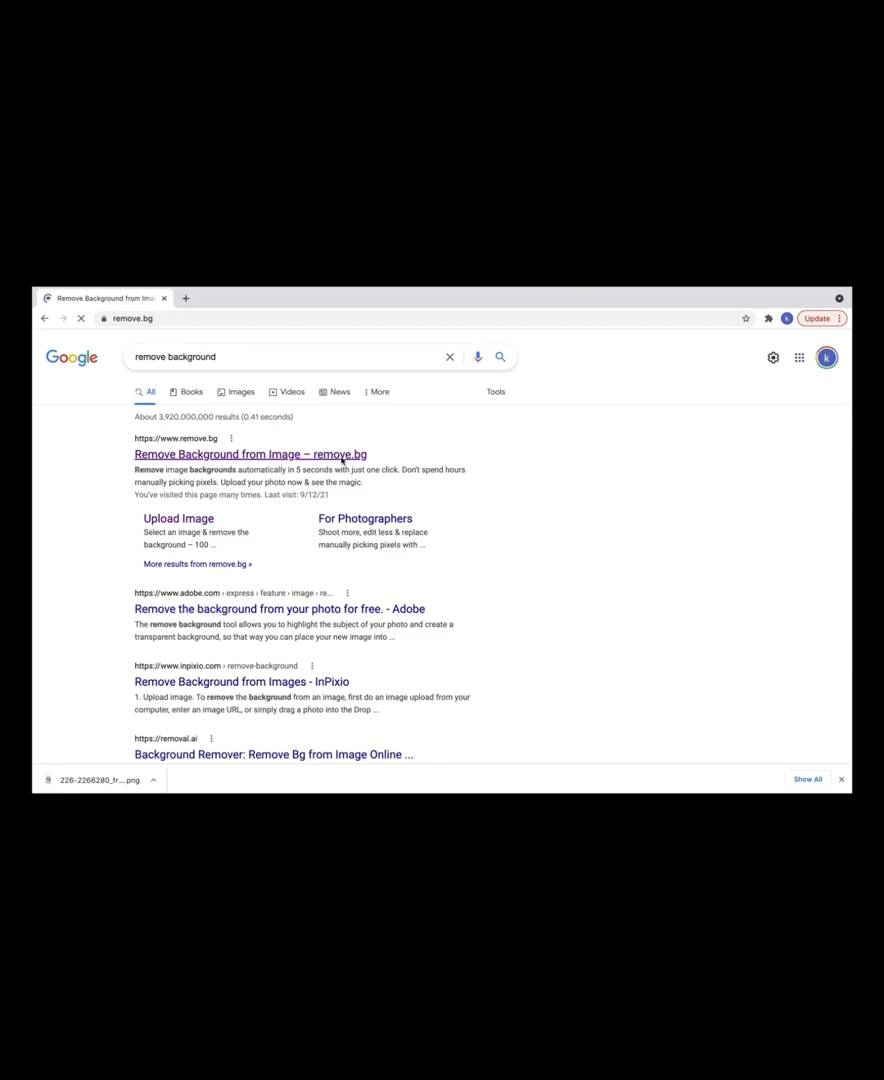 Remove Background from Ima
remove.bg
k
Update
Google
remove background
k
All
Books
Images
Videos
News
More
Tools
About 3,920,000,000 results (0.41 seconds)
https://www.remove.bg
Remove Background from Image – remove.bg
Remove image backgrounds automatically in 5 seconds with just one click. Don't spend hours
manually picking pixels. Upload your photo now & see the magic.
You've visited this page many times. Last visit: 9/12/21
Upload Image
For Photographers
Select an image & remove the
Shoot more, edit less & replace
background – 100 ...
manually picking pixels with ...
More results from remove.bg »
https://www.adobe.com › express › feature › image › re...
Remove the background from your photo for free. - Adobe
The remove background tool allows you to highlight the subject of your photo and create a
transparent background, so that way you can place your new image into ...
https://www.inpixio.com › remove-background
Remove Background from Images - InPixio
1. Upload image. To remove the background from an image, first do an image upload from your
computer, enter an image URL, or simply drag a photo into the Drop ...
https://removal.ai
Background Remover: Remove Bg from Image Online ...
226-2266280_fr....png
Show All